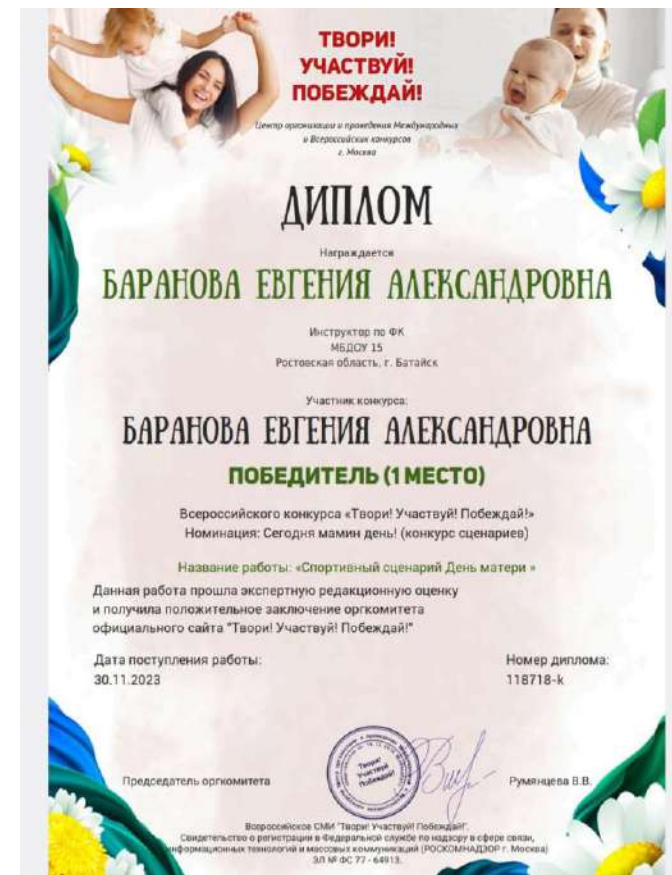 ТВОРИ!
УЧАСТВУЙ!
ПОБЕЖДАЙ!
Центр организации и проведения Международных
и Всероссийских конкурсов
г. Москва
ДИПЛОМ
Награждается
БАРАНОВА ЕВГЕНИЯ АЛЕКСАНДРОВНА
Инструктор по ФК
МБДОУ 15
Ростовская область, г. Батайск
Участник конкурса:
БАРАНОВА ЕВГЕНИЯ АЛЕКСАНДРОВНА
ПОБЕДИТЕЛЬ (1 МЕСТО)
Всероссийского конкурса «Твори! Участвуй! Побеждай!»
Номинация: Сегодня мамин день! (конкурс сценариев)
Название работы: «Спортивный сценарий День матери »
Данная работа прошла экспертную редакционную оценку
и получила положительное заключение оргкомитета
официального сайта "Твори! Участвуй! Побеждай!"
Дата поступления работы:
30.11.2023
Номер диплома:
118718-k
Председатель оргкомитета
Твори!
Участвуй!
Побеждай!
Румянцева В.В.
Всероссийское СМИ "Твори! Участвуй! Побеждай!".
Свидетельство о регистрации в Федеральной службе по надзору в сфере связи,
информационных технологий и массовых коммуникаций (РОСКОМНАДЗОР г. Москва)
ЭЛ № ФС 77 - 64913.